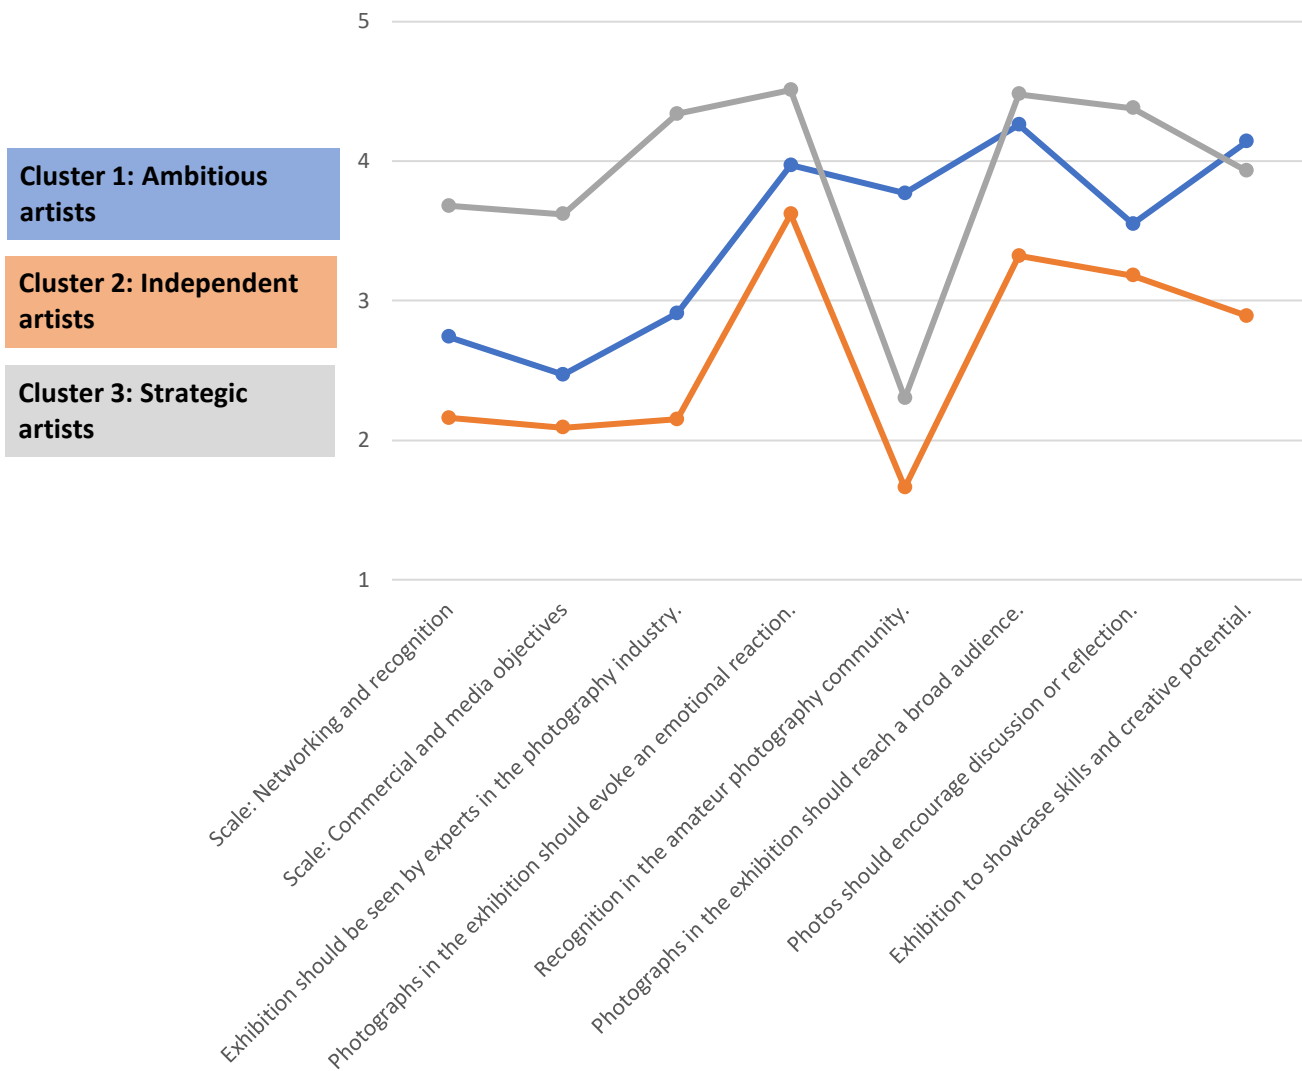 5
4
3
2
1
Cluster 1: Ambitious
artists
Cluster 2: Independent
artists
Cluster 3: Strategic
artists
Scale: Networking and recognition
Scale: Commercial and media objectives
Exhibition should be seen by experts in the photography industry.
Photographs in the exhibition should evoke an emotional reaction.
Recognition in the amateur photography community.
Photographs in the exhibition should reach a broad audience.
Photos should encourage discussion or reflection.
Exhibition to showcase skills and creative potential.